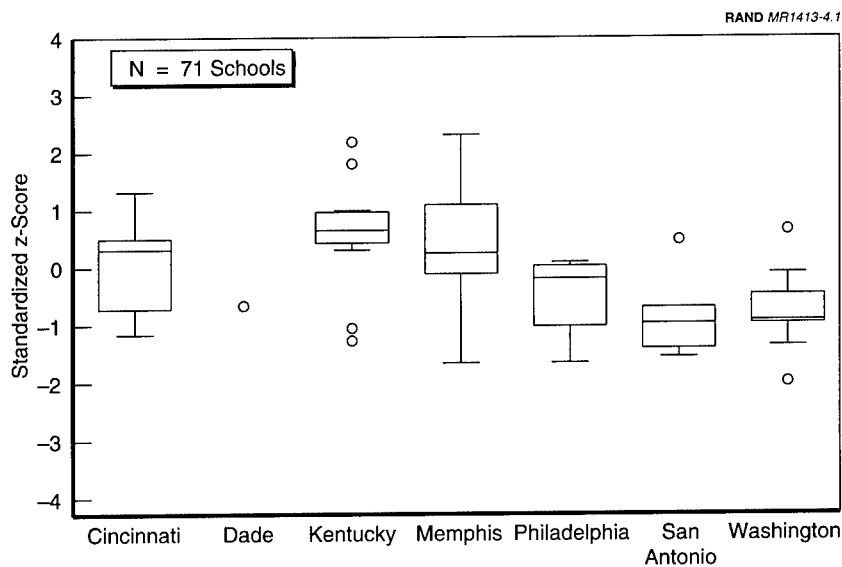 RAND MR1413-4.1
4
N = 71 Schools
3
2
1
0
–1
–2
–3
–4
Standardized z-Score
Cincinnati Dade Kentucky Memphis Philadelphia San Antonio Washington